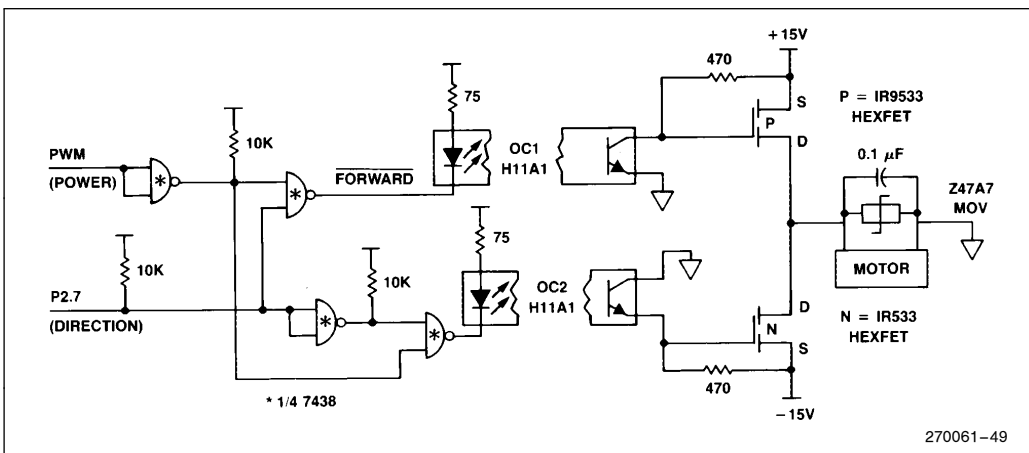 PWM
(POWER)
10K
*
*
FORWARD
75
OC1
H11A1
470
+15V
S
P
D
P = IR9533
HEXFET
0.1 µF
Z47A7
MOV
MOTOR
P2.7
(DIRECTION)
10K
*
10K
*
75
OC2
H11A1
D
N
S
N = IR533
HEXFET
470
−15V
* 1/4 7438
270061–49